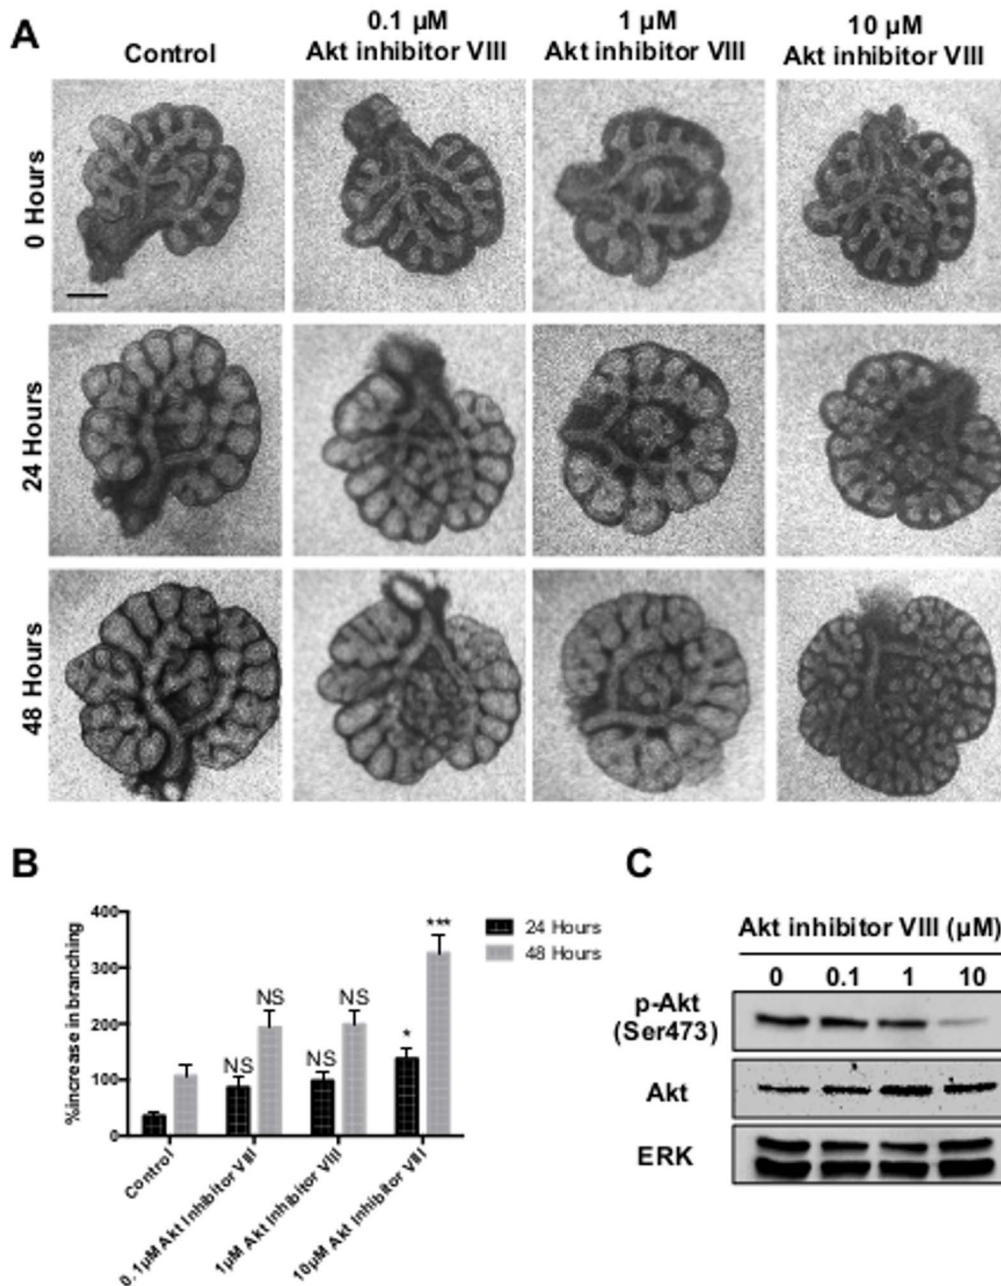 A
Control
0.1 µM
Akt inhibitor VIII
1 µM
Akt inhibitor VIII
10 µM
Akt inhibitor VIII
0 Hours
24 Hours
48 Hours
B
%increase in branching
400
300
200
100
0
NS
NS
NS
NS
*
***
24 Hours
48 Hours
Control
0.1µM Akt Inhibitor VIII
1µM Akt Inhibitor VIII
10µM Akt Inhibitor VIII
C
Akt inhibitor VIII (µM)
0 0.1 1 10
p-Akt
(Ser473)
Akt
ERK